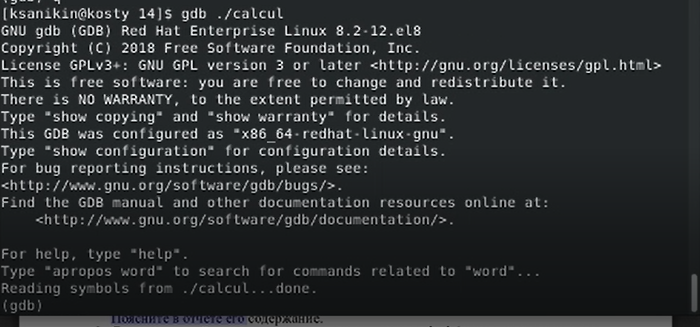 (gdb) q
[ksanikin@kosty 14]$ gdb ./calcul
GNU gdb (GDB) Red Hat Enterprise Linux 8.2-12.el8
Copyright (C) 2018 Free Software Foundation, Inc.
License GPLv3+: GNU GPL version 3 or later <http://gnu.org/licenses/gpl.html>
This is free software: you are free to change and redistribute it.
There is NO WARRANTY, to the extent permitted by law.
Type "show copying" and "show warranty" for details.
This GDB was configured as "x86_64-redhat-linux-gnu".
Type "show configuration" for configuration details.
For bug reporting instructions, please see:
<http://www.gnu.org/software/gdb/bugs/>.
Find the GDB manual and other documentation resources online at:
    <http://www.gnu.org/software/gdb/documentation/>.

For help, type "help".
Type "apropos word" to search for commands related to "word"...
Reading symbols from ./calcul...done.
(gdb)
Поясните в отчёте его содержание.